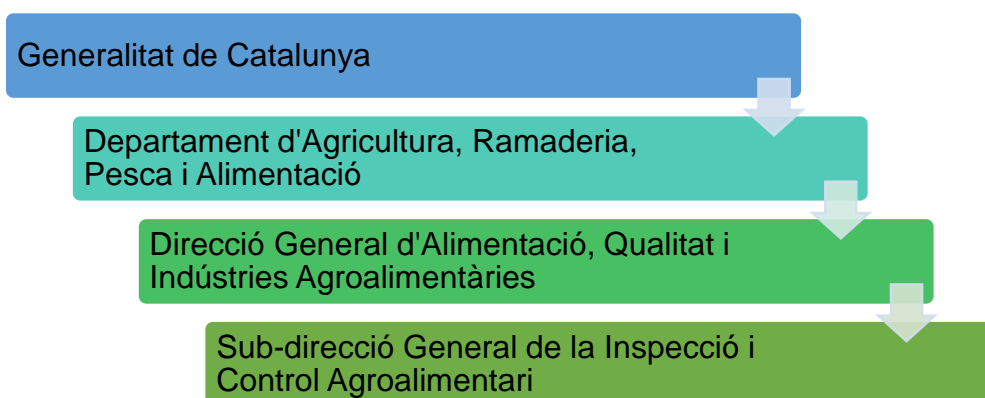 Generalitat de Catalunya
Departament d'Agricultura, Ramaderia,
Pesca i Alimentació
Direcció General d'Alimentació, Qualitat i
Indústries Agroalimentàries
Sub-direcció General de la Inspecció i
Control Agroalimentari